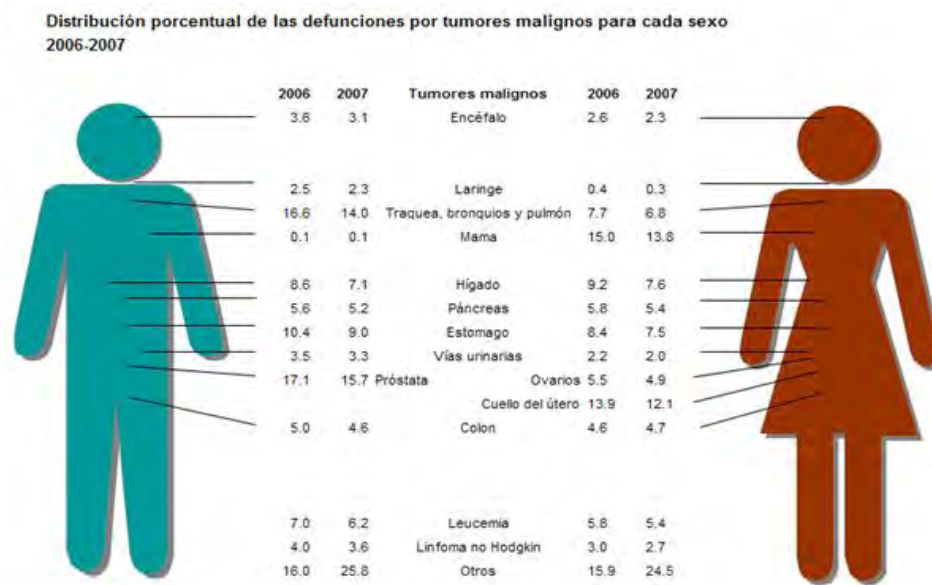 Distribución porcentual de las defunciones por tumores malignos para cada sexo
2006-2007
2006 2007 Tumores malignos 2006 2007
3.6 3.1 Encéfalo 2.6 2.3
2.5 2.3 Laringe 0.4 0.3
16.6 14.0 Traquea, bronquios y pulmón 7.7 6.8
0.1 0.1 Mama 15.0 13.8
8.6 7.1 Hígado 9.2 7.6
5.6 5.2 Páncreas 5.8 5.4
10.4 9.0 Estomago 8.4 7.5
3.5 3.3 Vías urinarias 2.2 2.0
17.1 15.7 Próstata Ovarios 5.5 4.9
Cuello del útero 13.9 12.1
5.0 4.6 Colon 4.6 4.7
7.0 6.2 Leucemia 5.8 5.4
4.0 3.6 Linfoma no Hodgkin 3.0 2.7
16.0 25.8 Otros 15.9 24.5